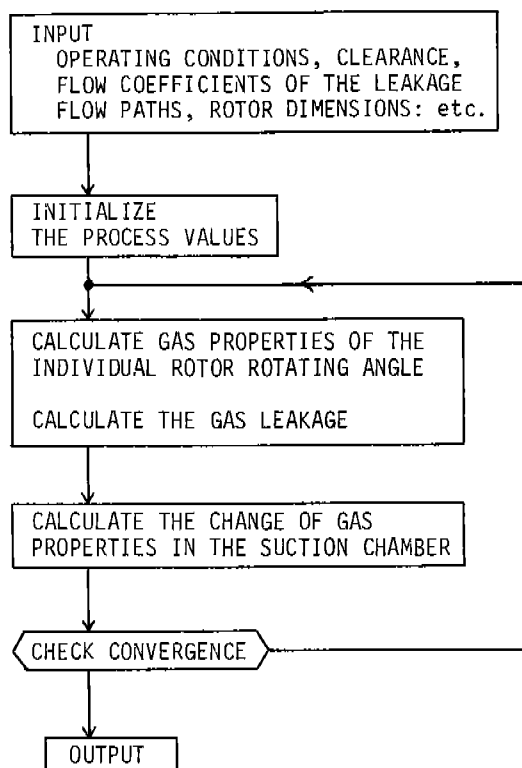 INPUT
OPERATING CONDITIONS, CLEARANCE,
FLOW COEFFICIENTS OF THE LEAKAGE
FLOW PATHS, ROTOR DIMENSIONS: etc.
INITIALIZE
THE PROCESS VALUES
CALCULATE GAS PROPERTIES OF THE
INDIVIDUAL ROTOR ROTATING ANGLE
CALCULATE THE GAS LEAKAGE
CALCULATE THE CHANGE OF GAS
PROPERTIES IN THE SUCTION CHAMBER
CHECK CONVERGENCE
OUTPUT